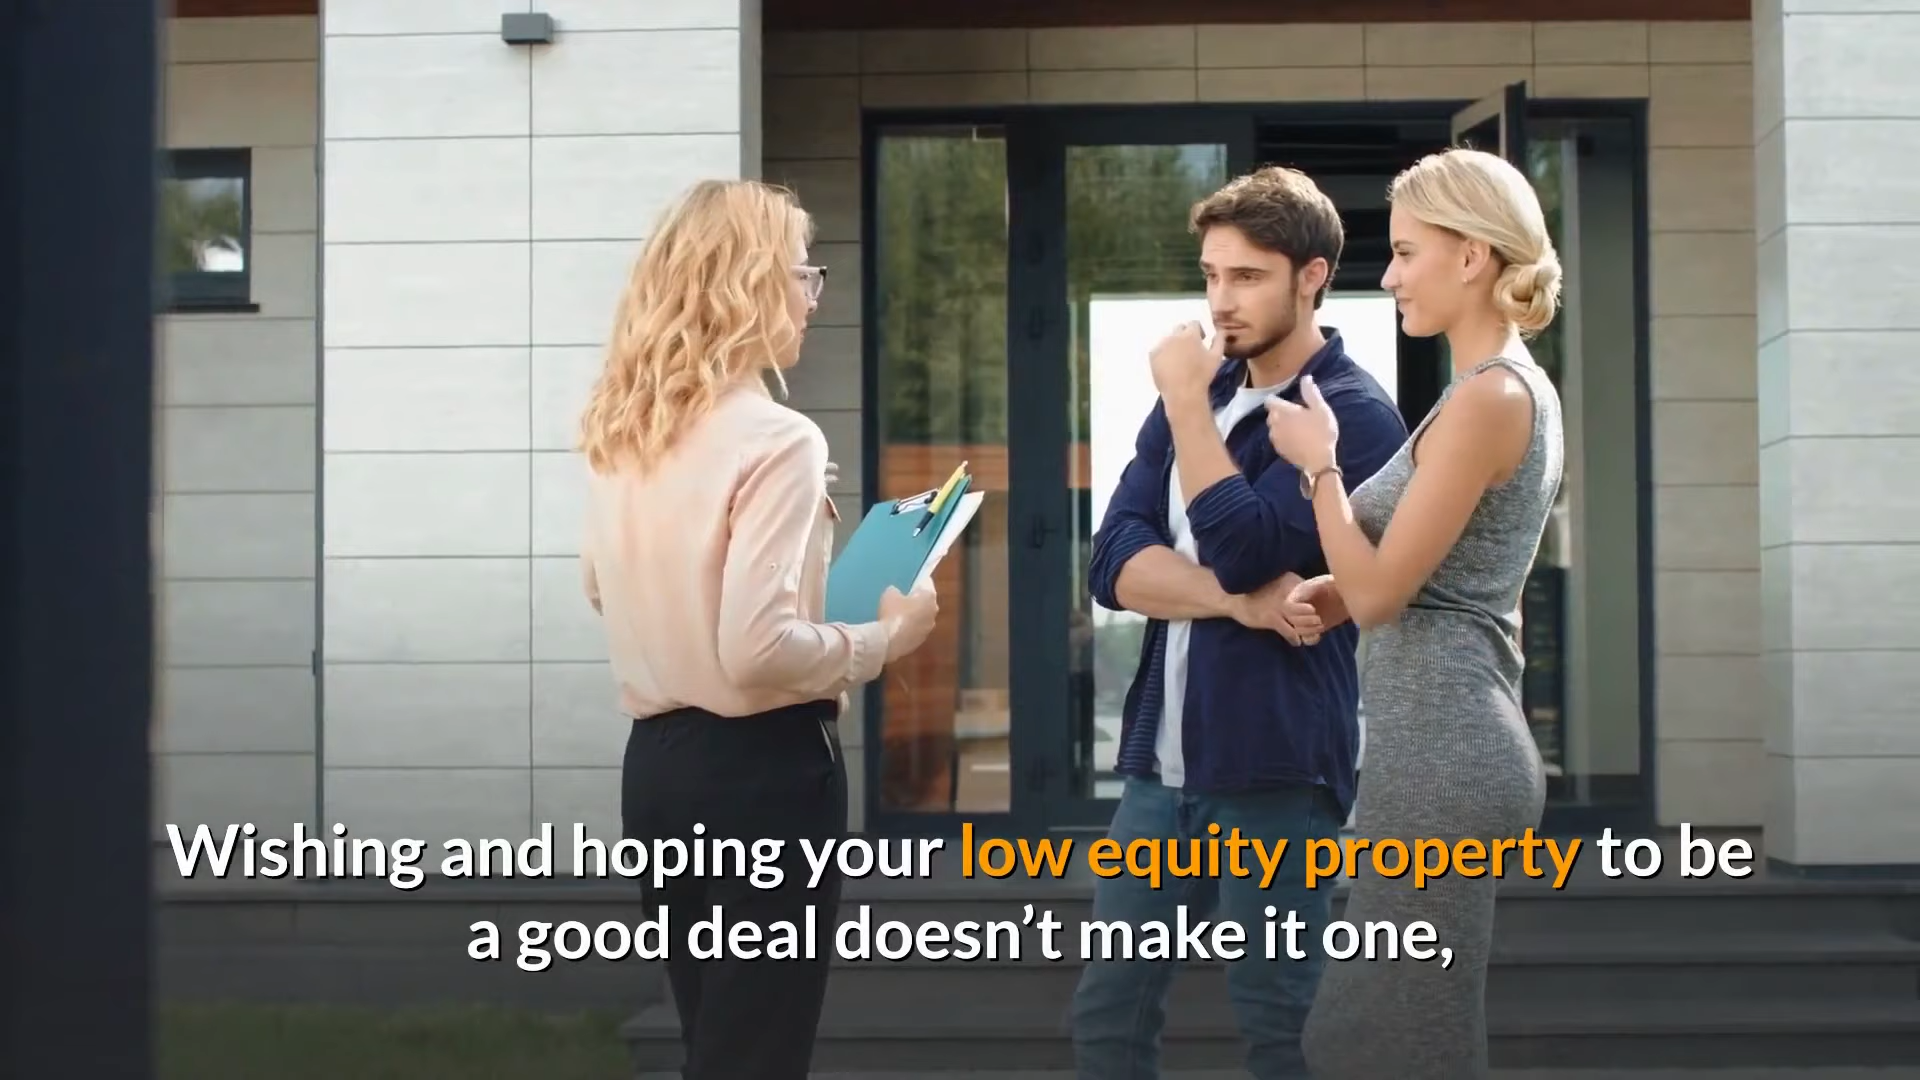 Wishing and hoping your low equity property to be
a good deal doesn’t make it one,